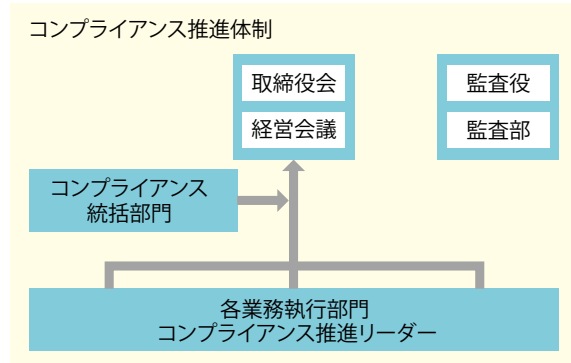 コンプライアンス推進体制
取締役会
経営会議
監査役
監査部
コンプライアンス
統括部門
各業務執行部門
コンプライアンス推進リーダー